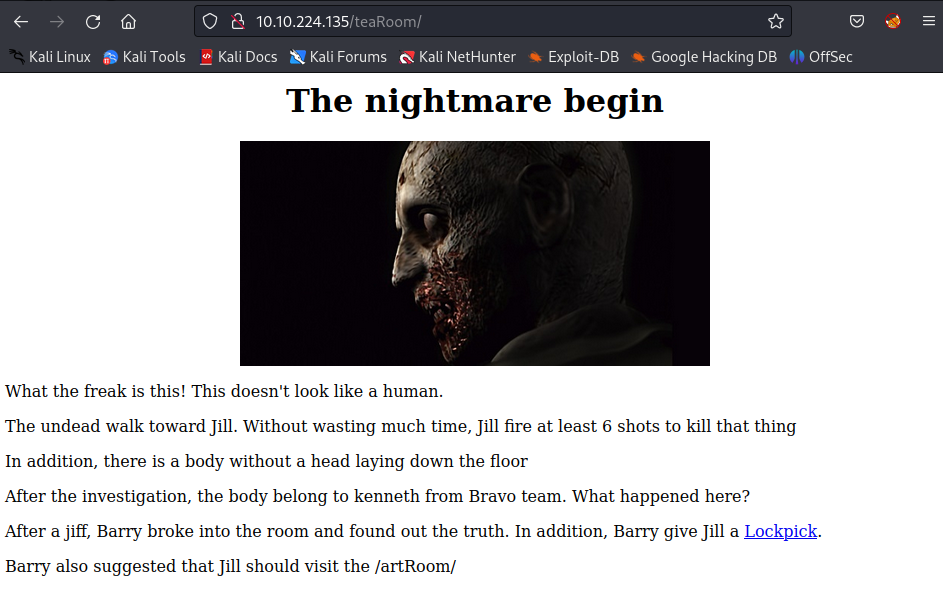 10.10.224.135/teaRoom/
Kali Linux Kali Tools Kali Docs Kali Forums Kali NetHunter Exploit-DB Google Hacking DB OffSec
The nightmare begin
What the freak is this! This doesn't look like a human.
The undead walk toward Jill. Without wasting much time, Jill fire at least 6 shots to kill that thing
In addition, there is a body without a head laying down the floor
After the investigation, the body belong to kenneth from Bravo team. What happened here?
After a jiff, Barry broke into the room and found out the truth. In addition, Barry give Jill a Lockpick.
Barry also suggested that Jill should visit the /artRoom/